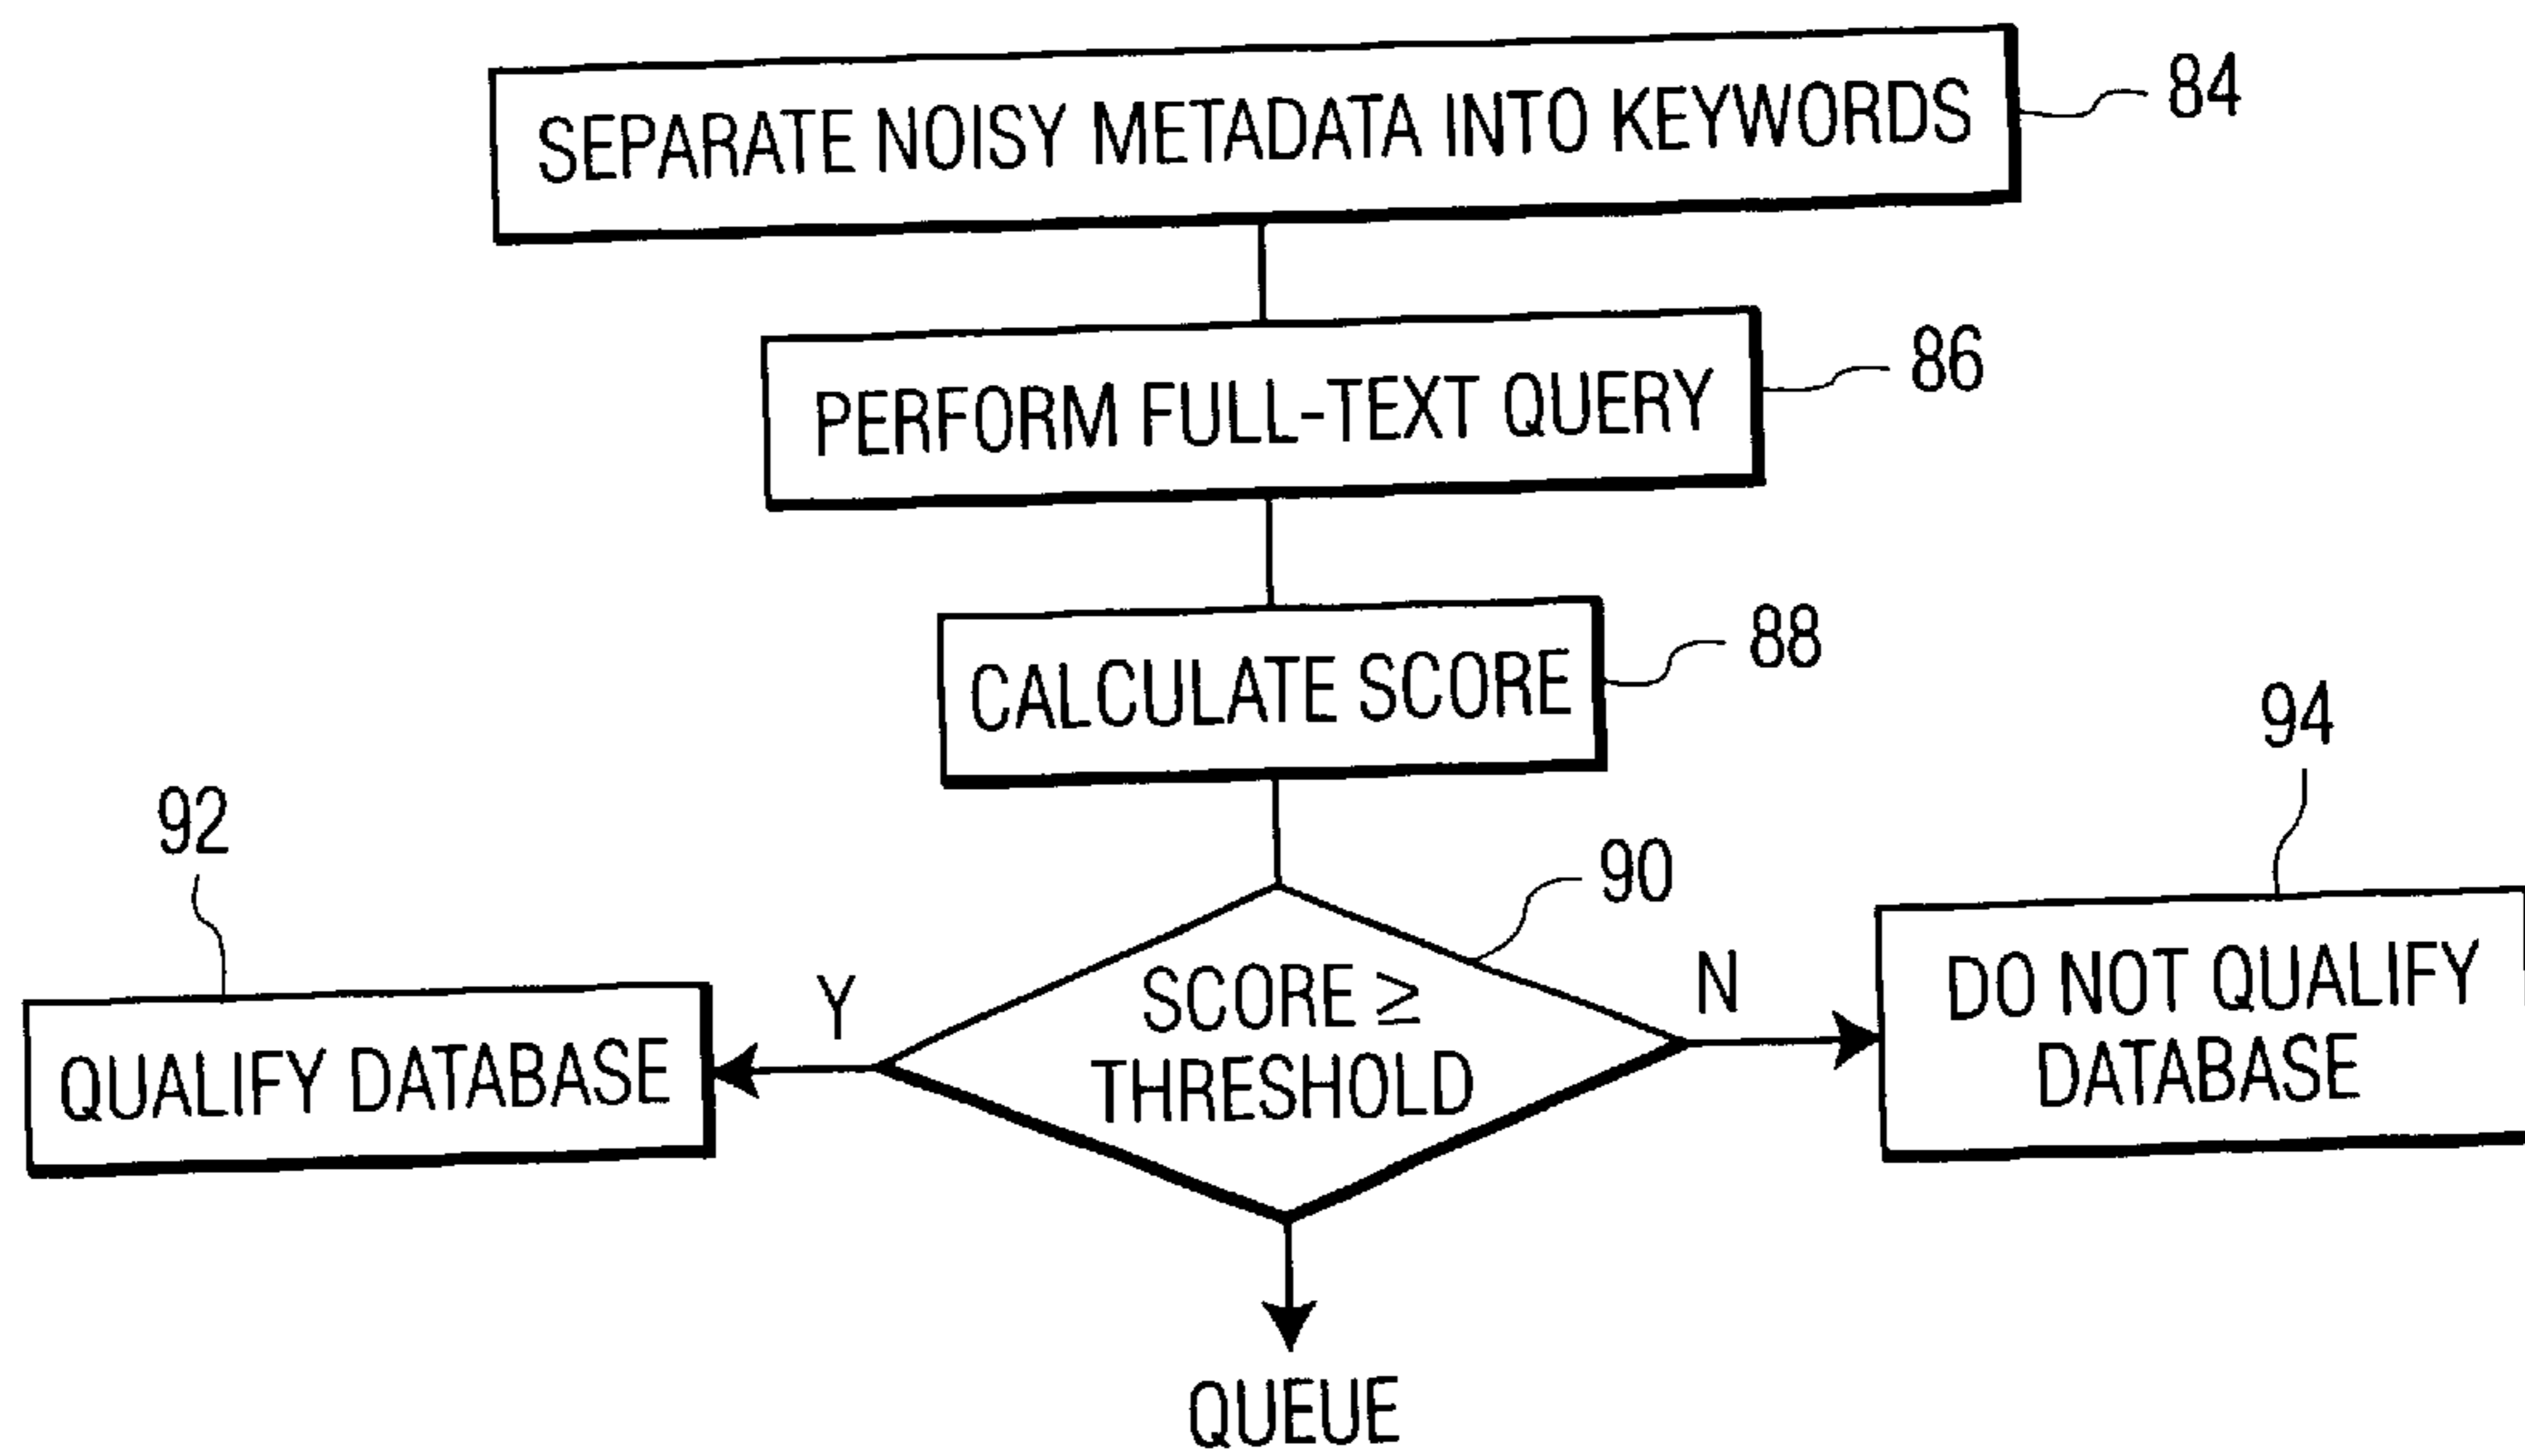 SEPARATE NOISY METADATA INTO KEYWORDS
84
PERFORM FULL-TEXT QUERY
86
CALCULATE SCORE
88
94
92
90
Y
SCORE ≥
THRESHOLD
N
QUALIFY DATABASE
DO NOT QUALIFY
DATABASE
QUEUE